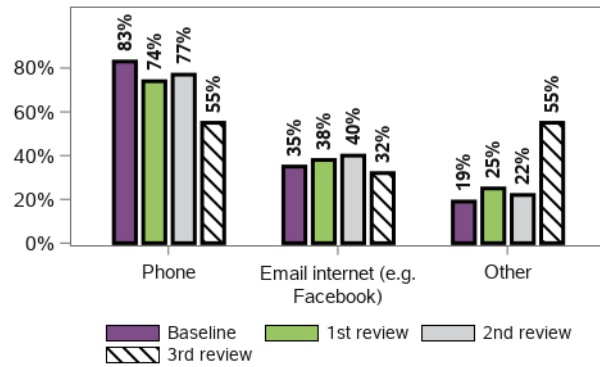 83%
74%
77%
55%
35%
38%
40%
32%
19%
25%
22%
55%
80%
60%
40%
20%
0%
Phone
Email internet (e.g.
Facebook)
Other
Baseline
1st review
2nd review
3rd review